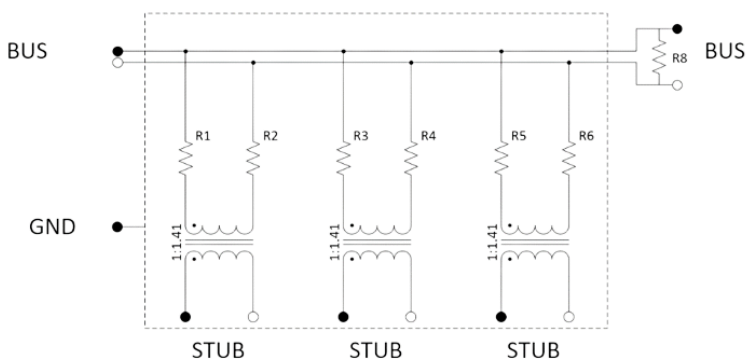 BUS
BUS
R8
R1
R2
R3
R4
R5
R6
GND
1:1.41
1:1.41
1:1.41
STUB
STUB
STUB